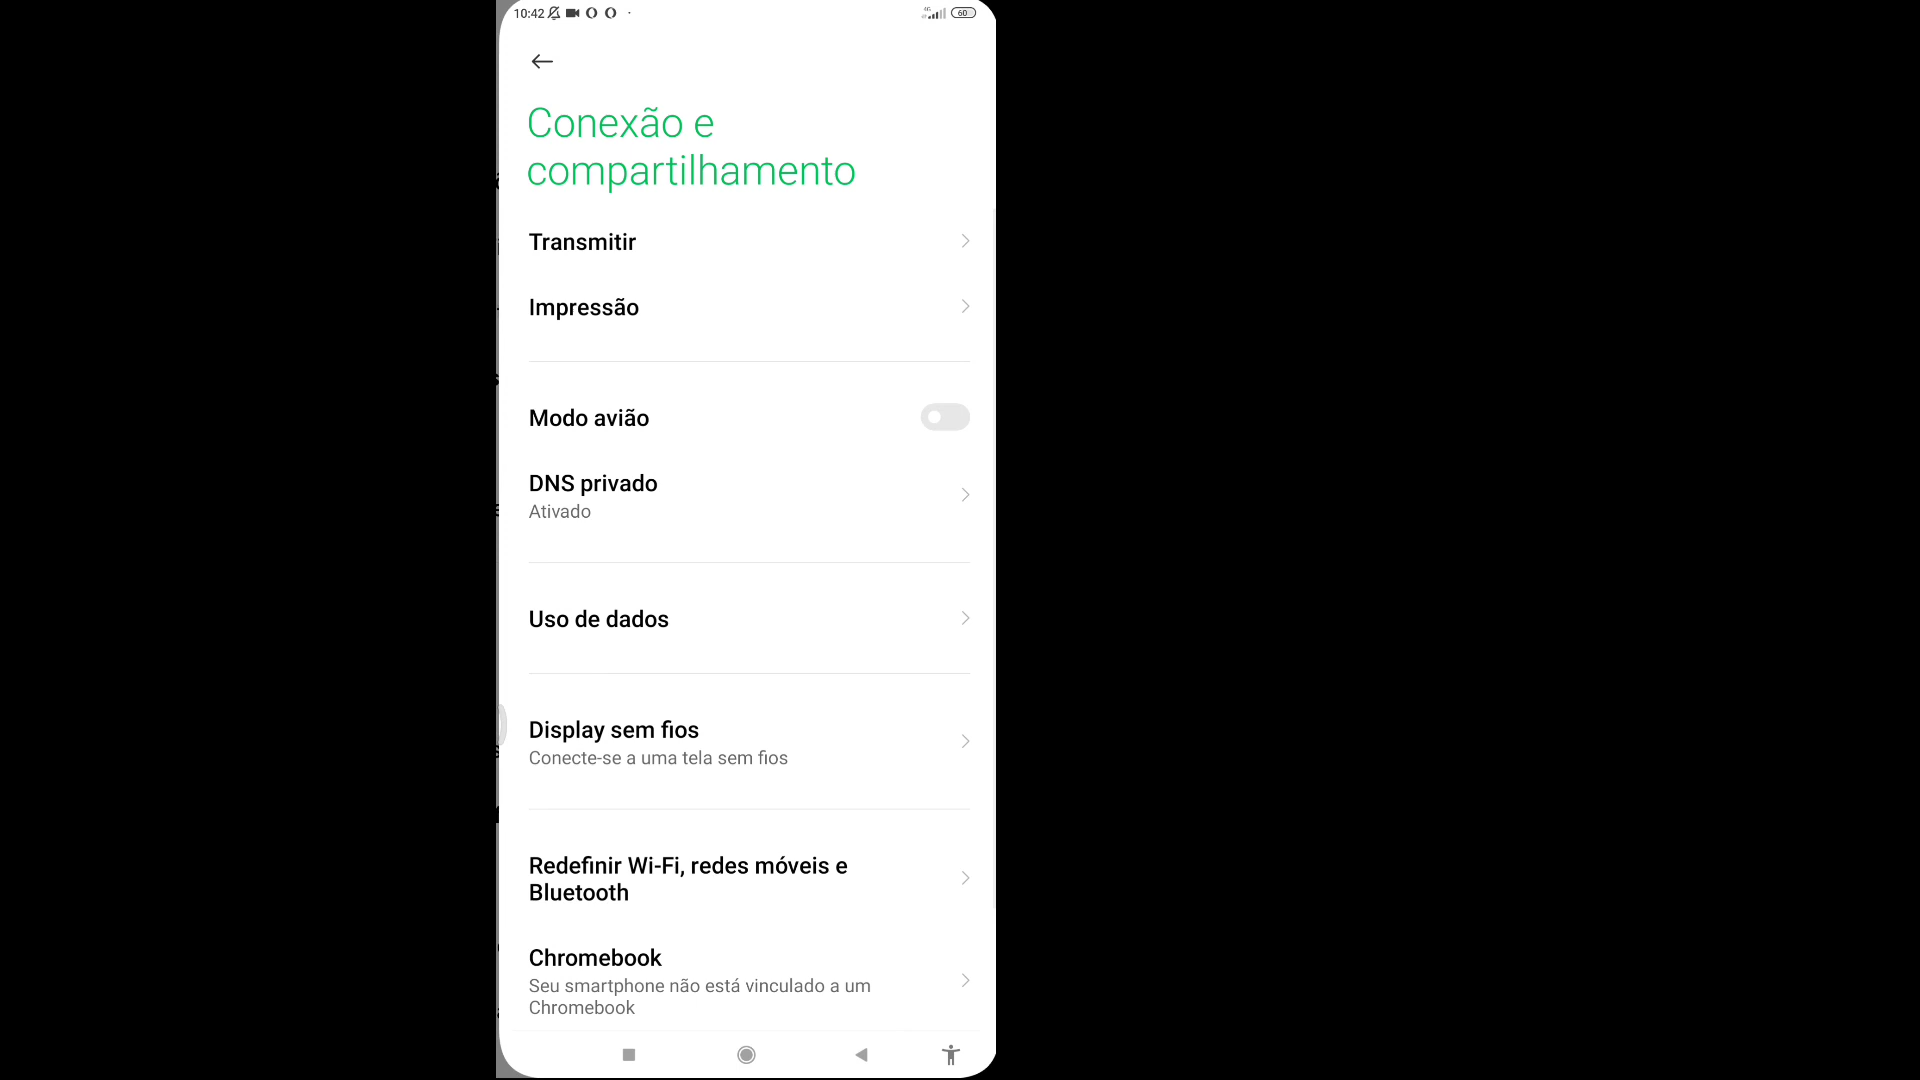 10:42
60
Conexão e
compartilhamento
Transmitir
Impressão
Modo avião
DNS privado
Ativado
Uso de dados
Display sem fios
Conecte-se a uma tela sem fios
Redefinir Wi-Fi, redes móveis e
Bluetooth
Chromebook
Seu smartphone não está vinculado a um
Chromebook